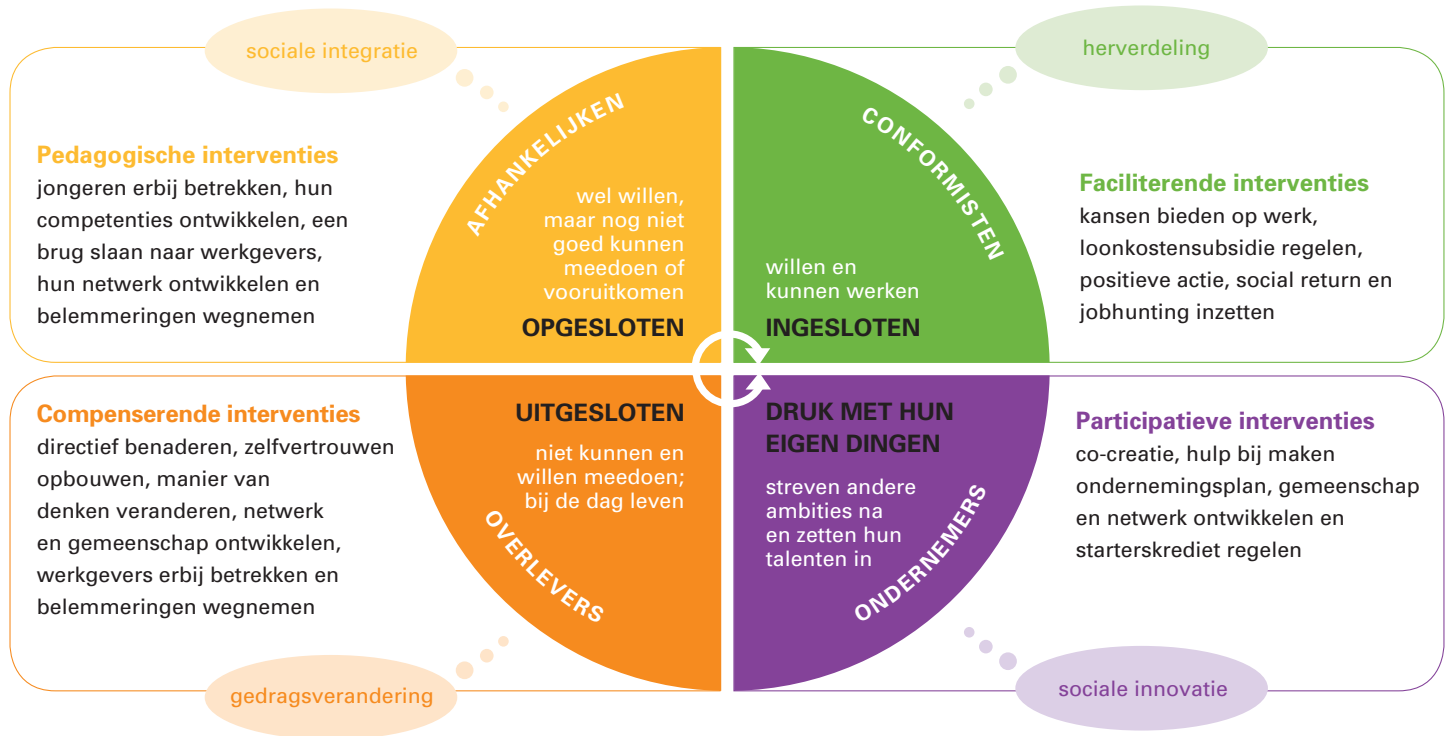 sociale integratie
Pedagogische interventies
jongeren erbij betrekken, hun
competenties ontwikkelen, een
brug slaan naar werkgevers,
hun netwerk ontwikkelen en
belemmeringen wegnemen
AFHANKELIJKEN
wel willen,
maar nog niet
goed kunnen
meedoen of
vooruitkomen
OPGESLOTEN
herverdeling
CONFORMISTEN
willen en
kunnen werken
INGESLOTEN
Faciliterende interventies
kansen bieden op werk,
loonkostensubsidie regelen,
positieve actie, social return en
jobhunting inzetten
Compenserende interventies
directief benaderen, zelfvertrouwen
opbouwen, manier van
denken veranderen, netwerk
en gemeenschap ontwikkelen,
werkgevers erbij betrekken en
belemmeringen wegnemen
UITGESLOTEN
niet kunnen en
willen meedoen;
bij de dag leven
OVERLEVERS
gedragsverandering
DRUK MET HUN
EIGEN DINGEN
streven andere
ambities na
en zetten hun
talenten in
ONDERNEMERS
Participatieve interventies
co-creatie, hulp bij maken
ondernemingsplan, gemeenschap
en netwerk ontwikkelen en
starterskrediet regelen
sociale innovatie